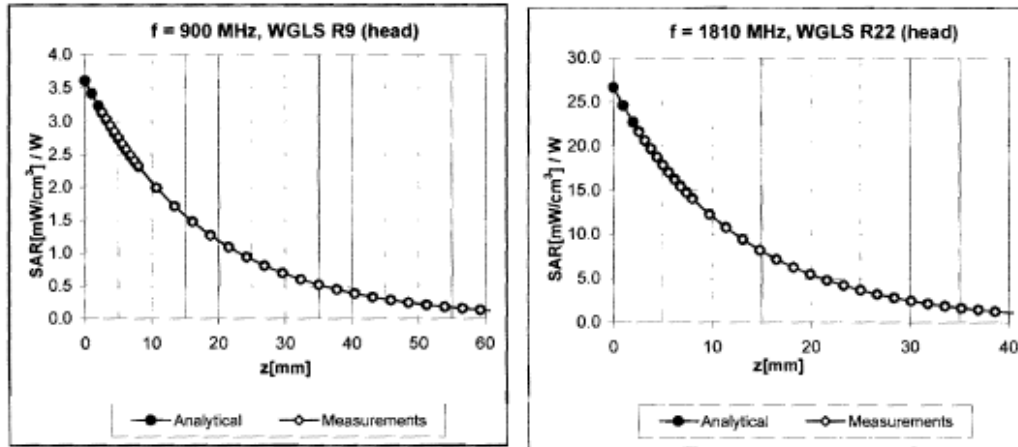 f = 900 MHz, WGLS R9 (head)
SAR[mW/cm³] / W
4.0
3.5
3.0
2.5
2.0
1.5
1.0
0.5
0.0
0 10 20 30 40 50 60
z[mm]
Analytical Measurements
f = 1810 MHz, WGLS R22 (head)
SAR[mW/cm³] / W
30.0
25.0
20.0
15.0
10.0
5.0
0.0
0 10 20 30 40
z[mm]
Analytical Measurements